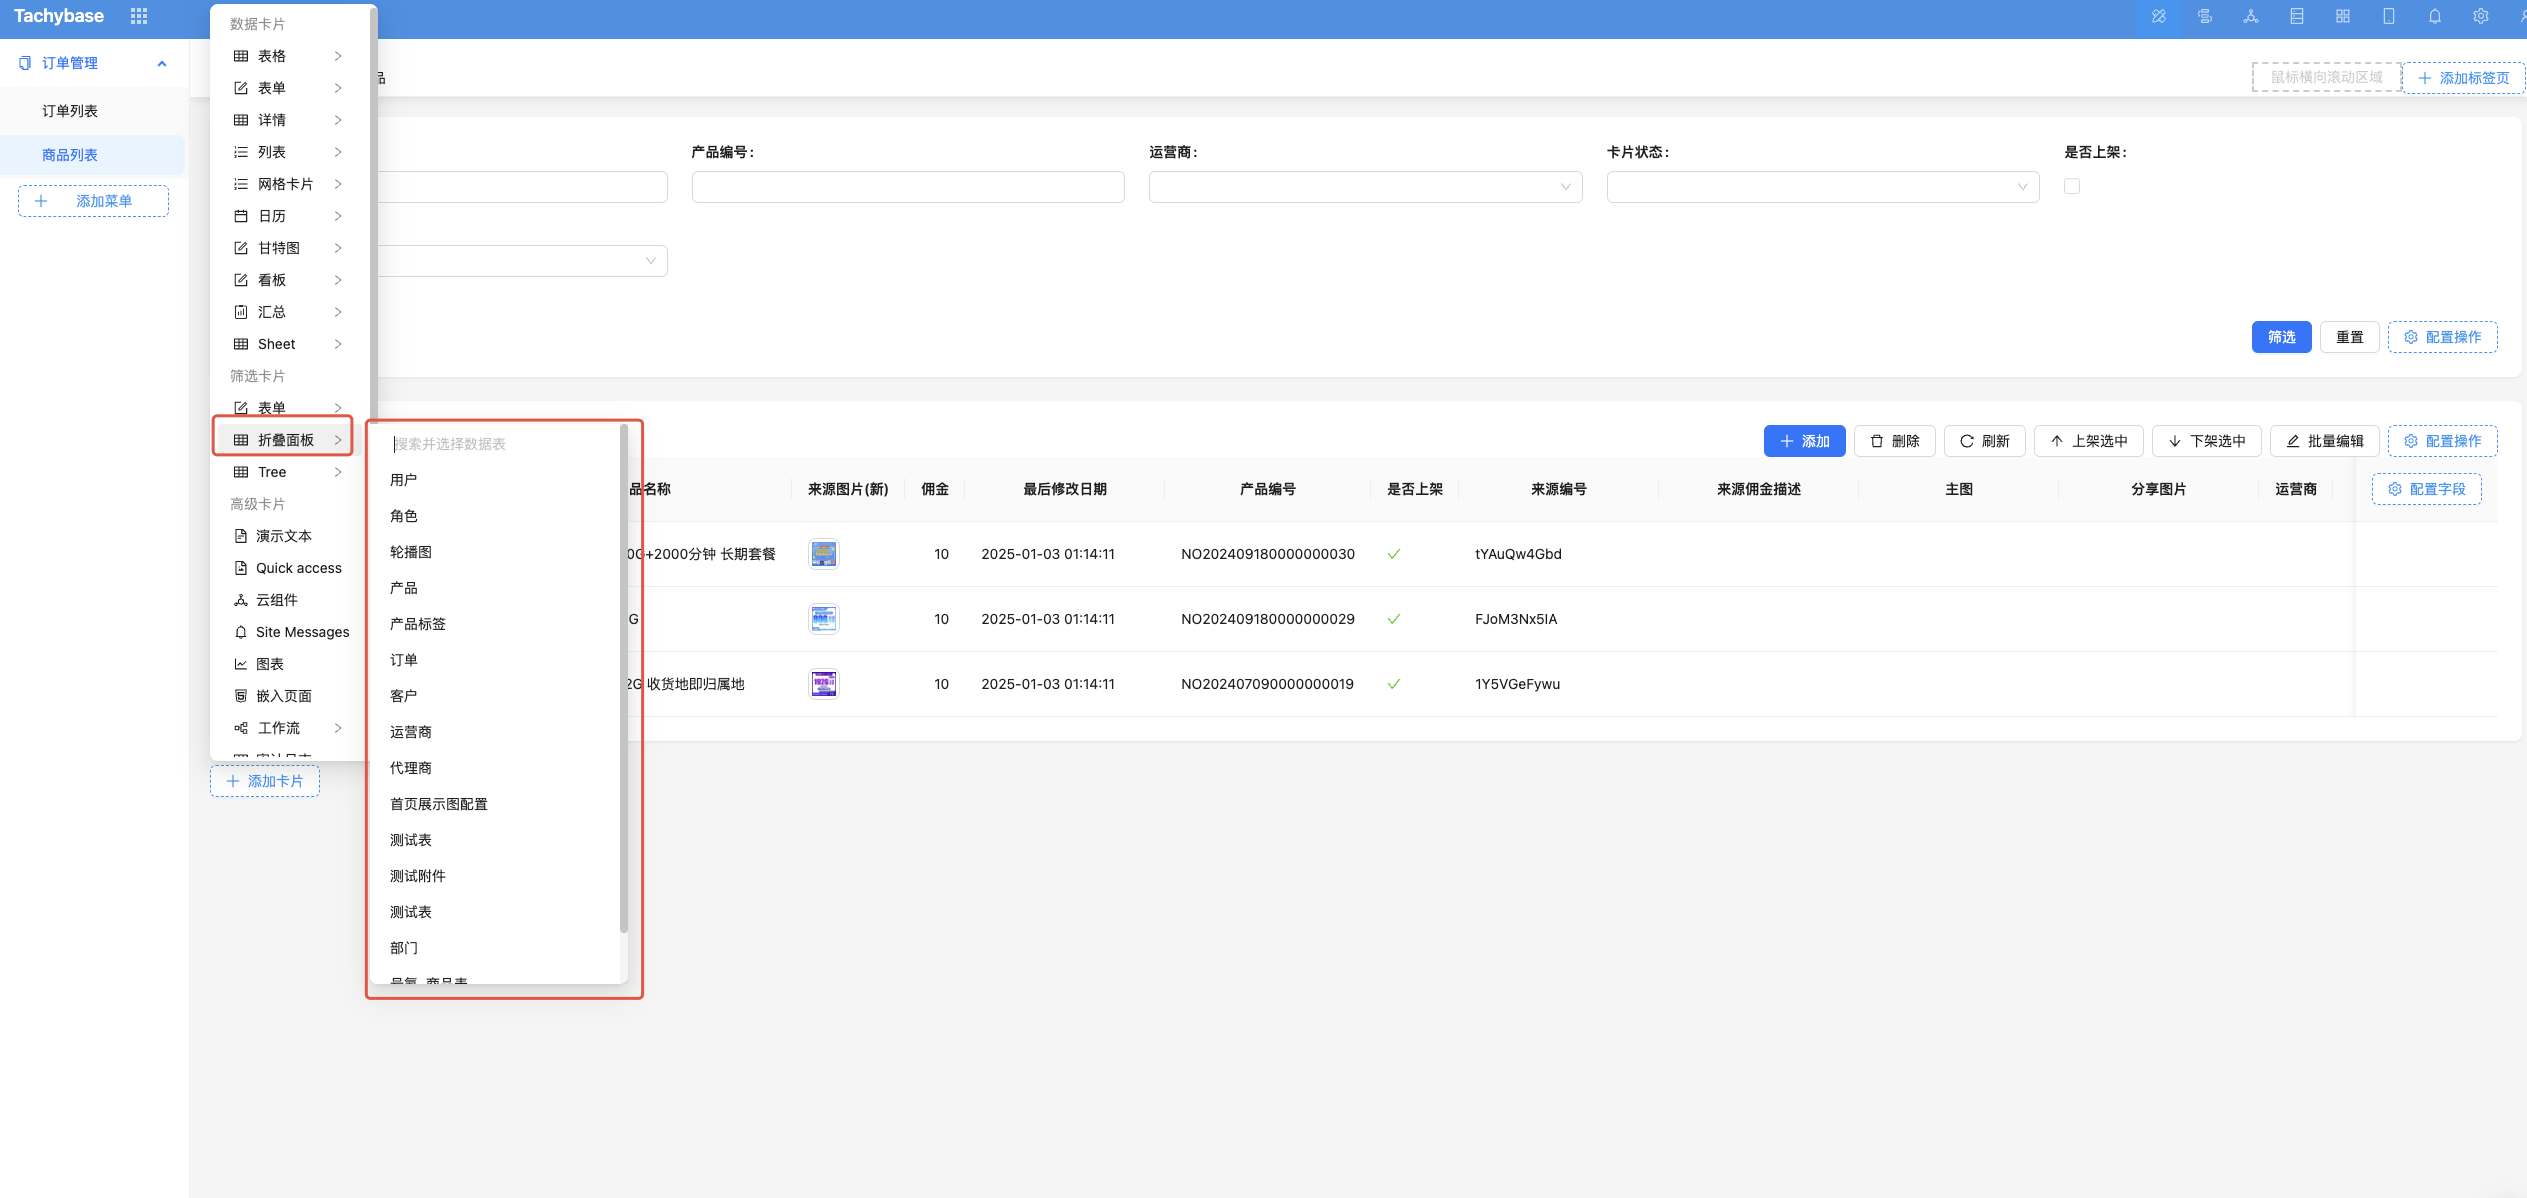 Tachybase
订单管理
订单列表
商品列表
添加菜单
数据卡片
表格
表单
详情
列表
网格卡片
日历
甘特图
看板
汇总
Sheet
筛选卡片
表单
折叠面板
Tree
高级卡片
演示文本
Quick access
云组件
Site Messages
图表
嵌入页面
工作流
添加卡片
搜索并选择数据表
用户
角色
轮播图
产品
产品标签
订单
客户
运营商
代理商
首页展示图配置
测试表
测试附件
测试表
部门
品
鼠标横向滚动区域
添加标签页
产品编号:
运营商:
卡片状态:
是否上架:
筛选
重置
配置操作
添加
删除
刷新
上架选中
下架选中
批量编辑
配置操作
品名称 来源图片(新) 佣金 最后修改日期 产品编号 是否上架 来源编号 来源佣金描述 主图 分享图片 运营商 配置字段
0G+2000分钟 长期套餐 10 2025-01-03 01:14:11 NO202409180000000030 tYAuQw4Gbd
G 10 2025-01-03 01:14:11 NO202409180000000029 FJoM3Nx5IA
2G 收货地即归属地 192G 10 2025-01-03 01:14:11 NO202407090000000019 1Y5VGeFywu